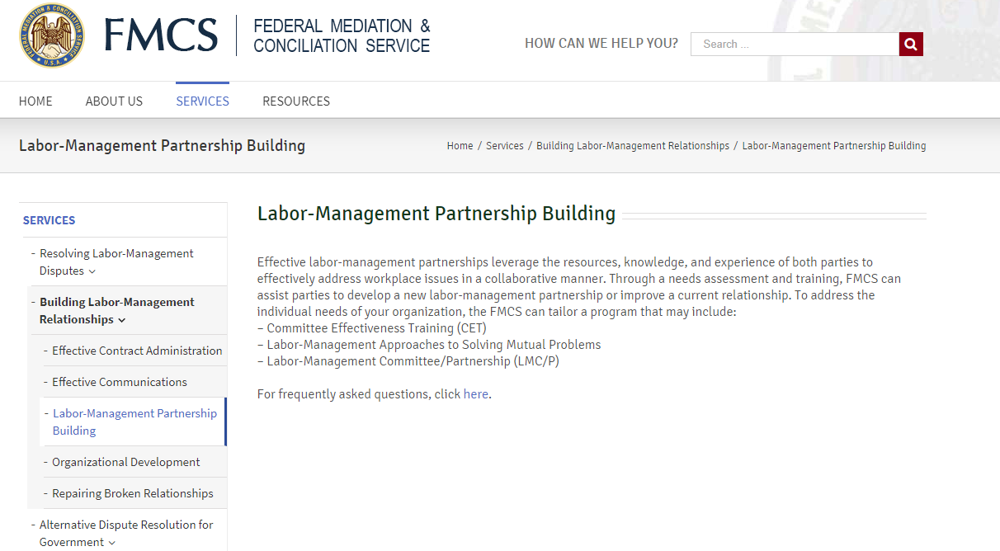 FEDERAL MEDIATION & CONCILIATION SERVICE
U.S.A.
FMCS
FEDERAL MEDIATION &
CONCILIATION SERVICE
HOW CAN WE HELP YOU?
Search ...
HOME
ABOUT US
SERVICES
RESOURCES
Labor-Management Partnership Building
Home / Services / Building Labor-Management Relationships / Labor-Management Partnership Building
SERVICES
- Resolving Labor-Management
Disputes
- Building Labor-Management
Relationships
- Effective Contract Administration
- Effective Communications
- Labor-Management Partnership
Building
- Organizational Development
- Repairing Broken Relationships
- Alternative Dispute Resolution for
Government
Labor-Management Partnership Building
Effective labor-management partnerships leverage the resources, knowledge, and experience of both parties to
effectively address workplace issues in a collaborative manner. Through a needs assessment and training, FMCS can
assist parties to develop a new labor-management partnership or improve a current relationship. To address the
individual needs of your organization, the FMCS can tailor a program that may include:
– Committee Effectiveness Training (CET)
– Labor-Management Approaches to Solving Mutual Problems
– Labor-Management Committee/Partnership (LMC/P)
For frequently asked questions, click here.